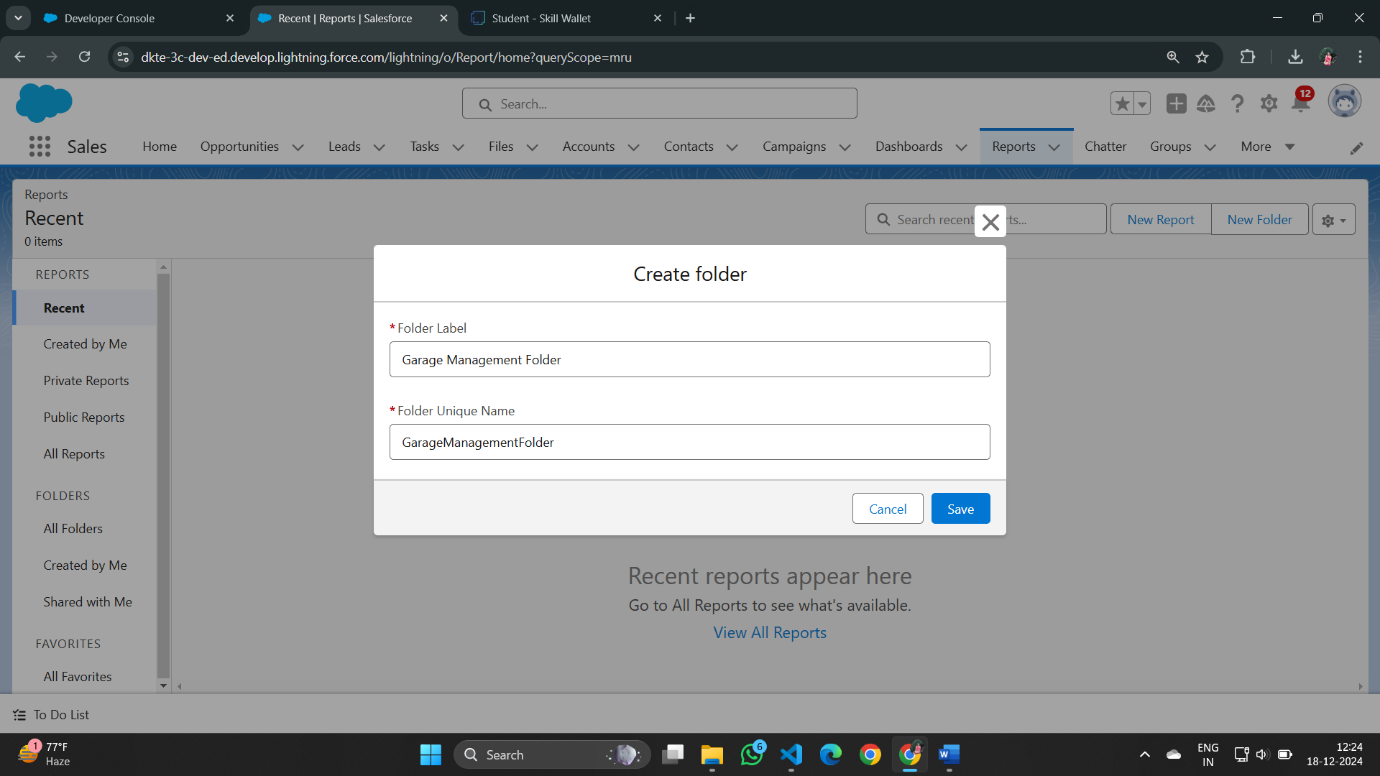 Developer Console
Recent | Reports | Salesforce
Student - Skill Wallet
dkte-3c-dev-ed.develop.lightning.force.com/lightning/o/Report/home?queryScope=mru
Search...
12
Sales
Home
Opportunities
Leads
Tasks
Files
Accounts
Contacts
Campaigns
Dashboards
Reports
Chatter
Groups
More
Reports
Recent
0 items
Search recent
rts...
New Report
New Folder
REPORTS
Recent
Created by Me
Private Reports
Public Reports
All Reports
FOLDERS
All Folders
Created by Me
Shared with Me
FAVORITES
All Favorites
Create folder
*Folder Label
Garage Management Folder
*Folder Unique Name
GarageManagementFolder
Cancel
Save
Recent reports appear here
Go to All Reports to see what's available.
View All Reports
To Do List
1
77°F
Haze
Search
6
ENG
IN
12:24
18-12-2024